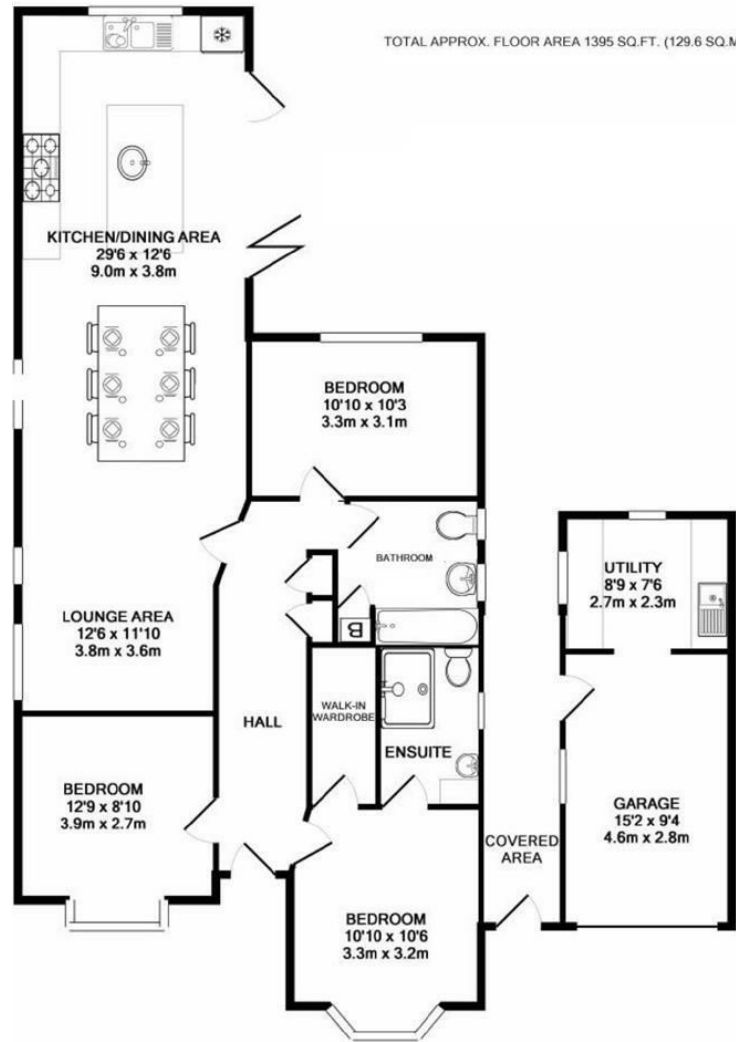 TOTAL APPROX. FLOOR AREA 1395 SQ.FT. (129.6 SQ.M
KITCHEN/DINING AREA
29'6 x 12'6
9.0m x 3.8m
BEDROOM
10'10 x 10'3
3.3m x 3.1m
BATHROOM
UTILITY
8'9 x 7'6
2.7m x 2.3m
LOUNGE AREA
12'6 x 11'10
3.8m x 3.6m
B
HALL
WALK-IN
WARDROBE
ENSUITE
BEDROOM
12'9 x 8'10
3.9m x 2.7m
GARAGE
15'2 x 9'4
4.6m x 2.8m
COVERED
AREA
BEDROOM
10'10 x 10'6
3.3m x 3.2m